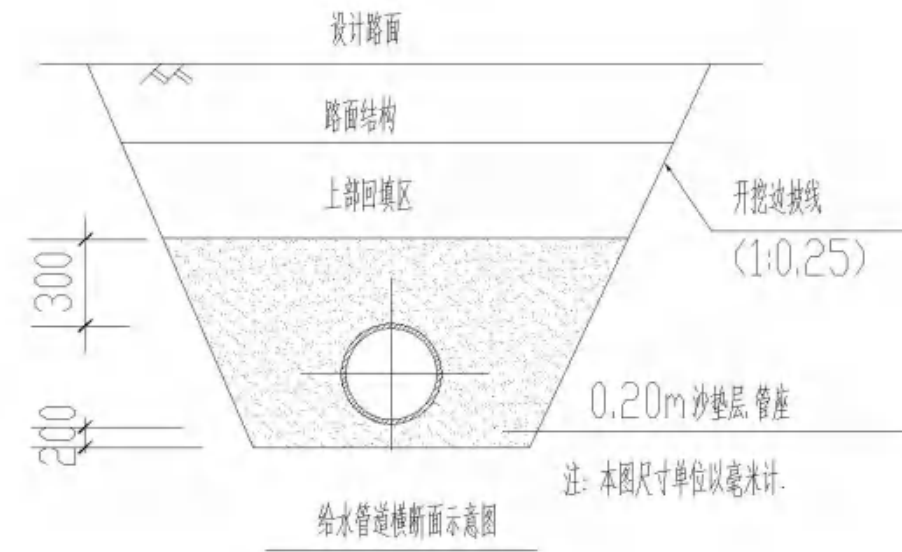 设计路面
路面结构
上部回填区
开挖边坡线
(1:0.25)
300
200
0.20m 沙垫层 管座
注: 本图尺寸单位以毫米计.
给水管道横断面示意图